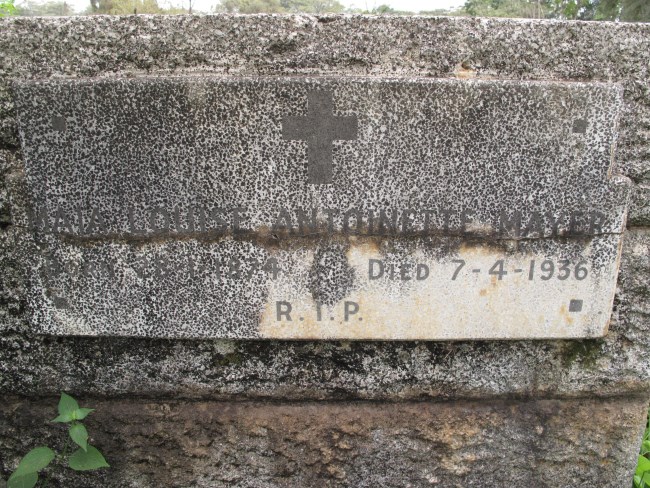 LOUISE ANTOINETTE MAYER
DIED 7-4-1936
R.I.P.